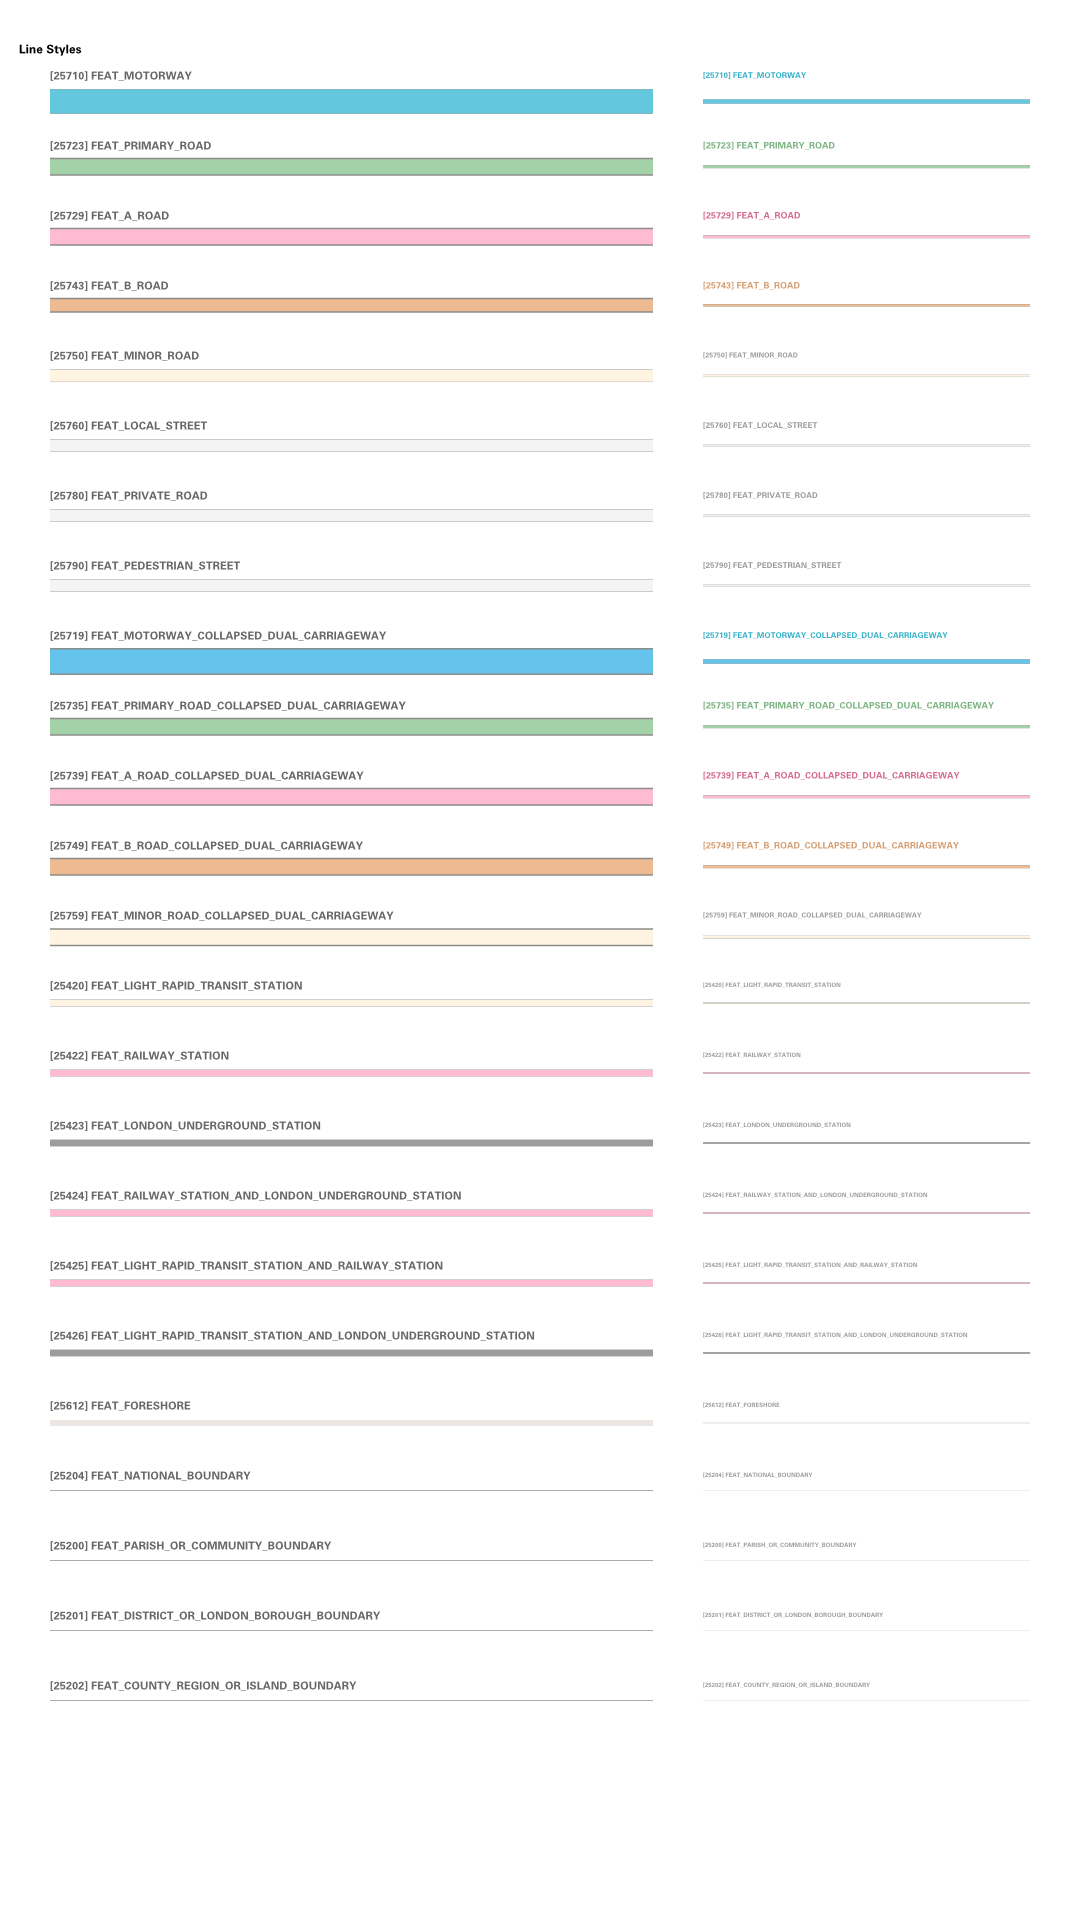 Line Styles
[25710] FEAT_MOTORWAY
[25710] FEAT_MOTORWAY
[25723] FEAT_PRIMARY_ROAD
[25723] FEAT_PRIMARY_ROAD
[25729] FEAT_A_ROAD
[25729] FEAT_A_ROAD
[25743] FEAT_B_ROAD
[25743] FEAT_B_ROAD
[25750] FEAT_MINOR_ROAD
[25750] FEAT_MINOR_ROAD
[25760] FEAT_LOCAL_STREET
[25760] FEAT_LOCAL_STREET
[25780] FEAT_PRIVATE_ROAD
[25780] FEAT_PRIVATE_ROAD
[25790] FEAT_PEDESTRIAN_STREET
[25790] FEAT_PEDESTRIAN_STREET
[25719] FEAT_MOTORWAY_COLLAPSED_DUAL_CARRIAGEWAY
[25719] FEAT_MOTORWAY_COLLAPSED_DUAL_CARRIAGEWAY
[25735] FEAT_PRIMARY_ROAD_COLLAPSED_DUAL_CARRIAGEWAY
[25735] FEAT_PRIMARY_ROAD_COLLAPSED_DUAL_CARRIAGEWAY
[25739] FEAT_A_ROAD_COLLAPSED_DUAL_CARRIAGEWAY
[25739] FEAT_A_ROAD_COLLAPSED_DUAL_CARRIAGEWAY
[25749] FEAT_B_ROAD_COLLAPSED_DUAL_CARRIAGEWAY
[25749] FEAT_B_ROAD_COLLAPSED_DUAL_CARRIAGEWAY
[25759] FEAT_MINOR_ROAD_COLLAPSED_DUAL_CARRIAGEWAY
[25759] FEAT_MINOR_ROAD_COLLAPSED_DUAL_CARRIAGEWAY
[25420] FEAT_LIGHT_RAPID_TRANSIT_STATION
[25420] FEAT_LIGHT_RAPID_TRANSIT_STATION
[25422] FEAT_RAILWAY_STATION
[25422] FEAT_RAILWAY_STATION
[25423] FEAT_LONDON_UNDERGROUND_STATION
[25423] FEAT_LONDON_UNDERGROUND_STATION
[25424] FEAT_RAILWAY_STATION_AND_LONDON_UNDERGROUND_STATION
[25424] FEAT_RAILWAY_STATION_AND_LONDON_UNDERGROUND_STATION
[25425] FEAT_LIGHT_RAPID_TRANSIT_STATION_AND_RAILWAY_STATION
[25425] FEAT_LIGHT_RAPID_TRANSIT_STATION_AND_RAILWAY_STATION
[25426] FEAT_LIGHT_RAPID_TRANSIT_STATION_AND_LONDON_UNDERGROUND_STATION
[25426] FEAT_LIGHT_RAPID_TRANSIT_STATION_AND_LONDON_UNDERGROUND_STATION
[25612] FEAT_FORESHORE
[25612] FEAT_FORESHORE
[25204] FEAT_NATIONAL_BOUNDARY
[25204] FEAT_NATIONAL_BOUNDARY
[25200] FEAT_PARISH_OR_COMMUNITY_BOUNDARY
[25200] FEAT_PARISH_OR_COMMUNITY_BOUNDARY
[25201] FEAT_DISTRICT_OR_LONDON_BOROUGH_BOUNDARY
[25201] FEAT_DISTRICT_OR_LONDON_BOROUGH_BOUNDARY
[25202] FEAT_COUNTY_REGION_OR_ISLAND_BOUNDARY
[25202] FEAT_COUNTY_REGION_OR_ISLAND_BOUNDARY